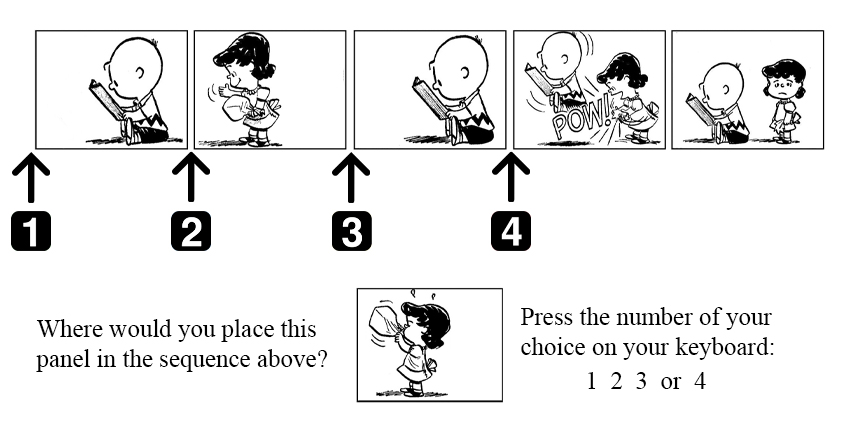 POW!
1
2
3
4
Where would you place this
panel in the sequence above?
Press the number of your
choice on your keyboard:
1 2 3 or 4